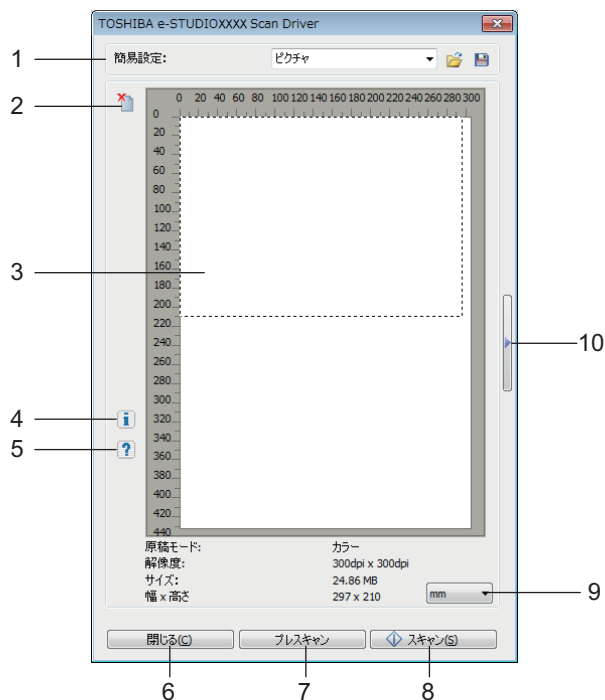 TOSHIBA e-STUDIOXXXX Scan Driver
1
簡易設定:
ピクチャ
2
0 20 40 60 80 100 120 140 160 180 200 220 240 260 280 300
0
20
40
60
80
100
120
140
3
160
180
200
220
10
240
260
280
300
4
i
320
340
5
?
360
380
400
420
440
原稿モード: カラー
解像度: 300dpi x 300dpi
サイズ: 24.86 MB
幅 x 高さ 297 x 210
mm
9
閉じる(C) プレスキャン スキャン(S)
6 7 8